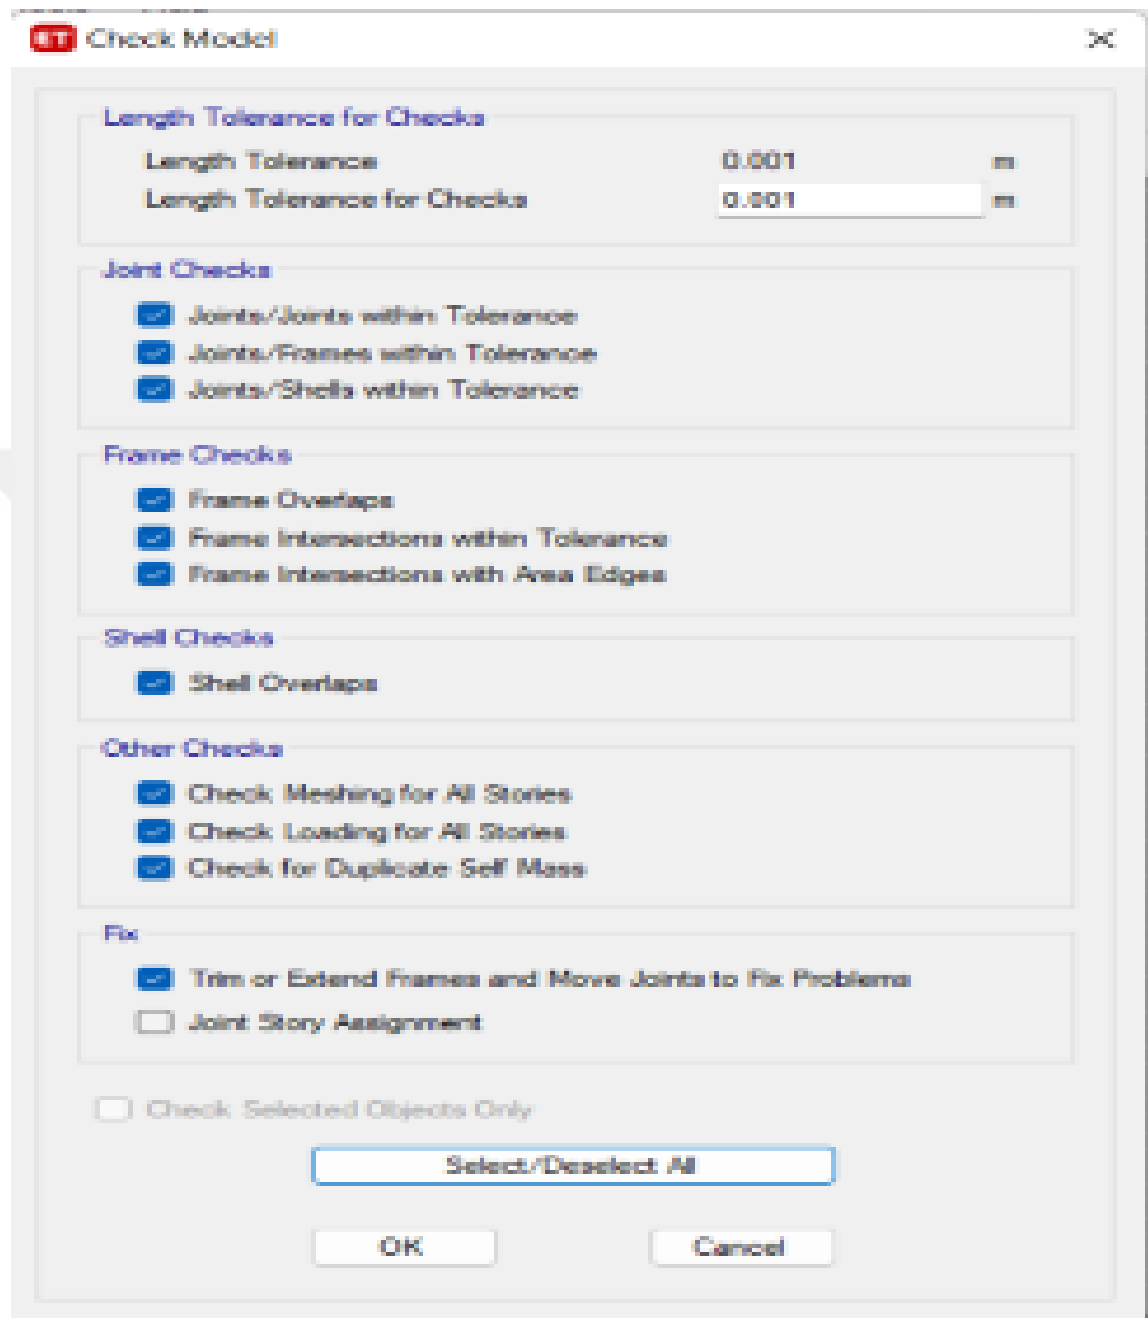 ET Check Model
Length Tolerance for Checks
Length Tolerance 0.001 m
Length Tolerance for Checks 0.001 m
Joint Checks
Joints/Joints within Tolerance
Joints/Frames within Tolerance
Joints/Shells within Tolerance
Frame Checks
Frame Overlaps
Frame Intersections within Tolerance
Frame Intersections with Area Edges
Shell Checks
Shell Overlaps
Other Checks
Check Meshing for All Stories
Check Loading for All Stories
Check for Duplicate Self Mass
Fix
Trim or Extend Frames and Move Joints to Fix Problems
Joint Story Assignment
Check Selected Objects Only
Select/Deselect All
OK Cancel